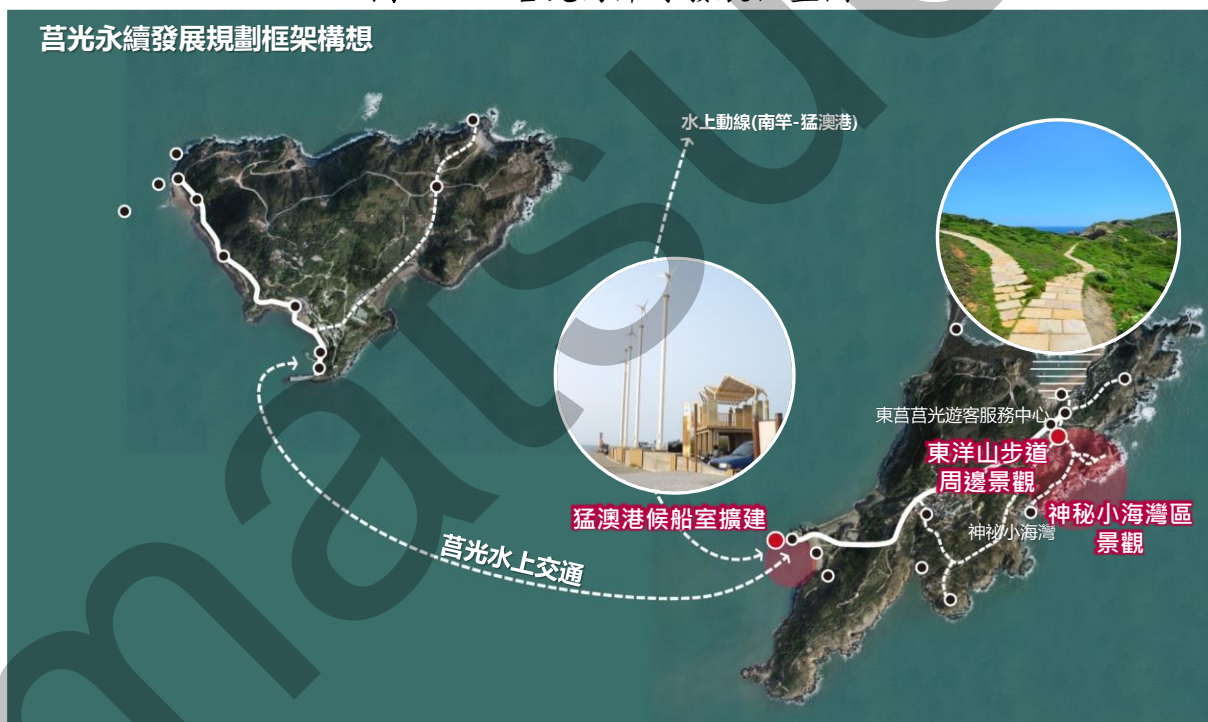 莒光永續發展規劃框架構想
水上動線(南竿-猛澳港)
東莒莒光遊客服務中心
東洋山步道
周邊景觀
神秘小海灣區
景觀
神祕小海灣
猛澳港候船室擴建
莒光水上交通
matsu